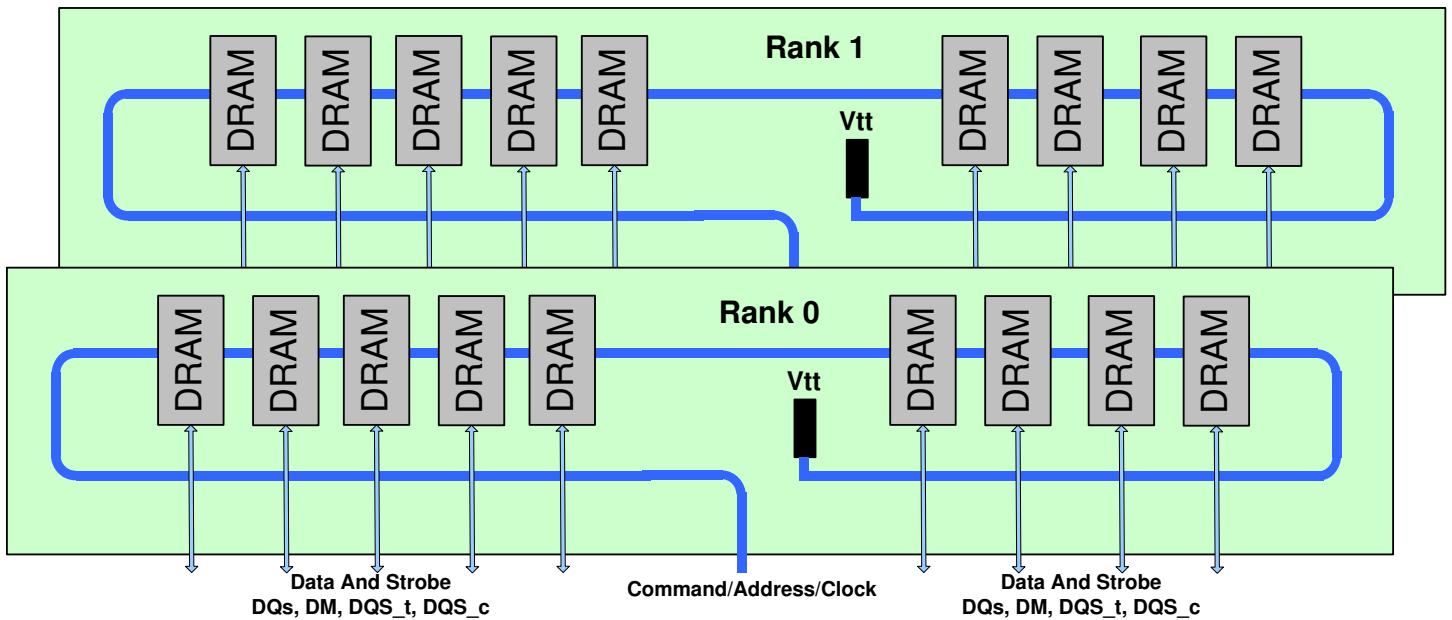 Rank 1
DRAM
DRAM
DRAM
DRAM
DRAM
DRAM
DRAM
DRAM
DRAM
Vtt
Rank 0
DRAM
DRAM
DRAM
DRAM
DRAM
DRAM
DRAM
DRAM
DRAM
Vtt
Data And Strobe
DQs, DM, DQS_t, DQS_c
Command/Address/Clock
Data And Strobe
DQs, DM, DQS_t, DQS_c